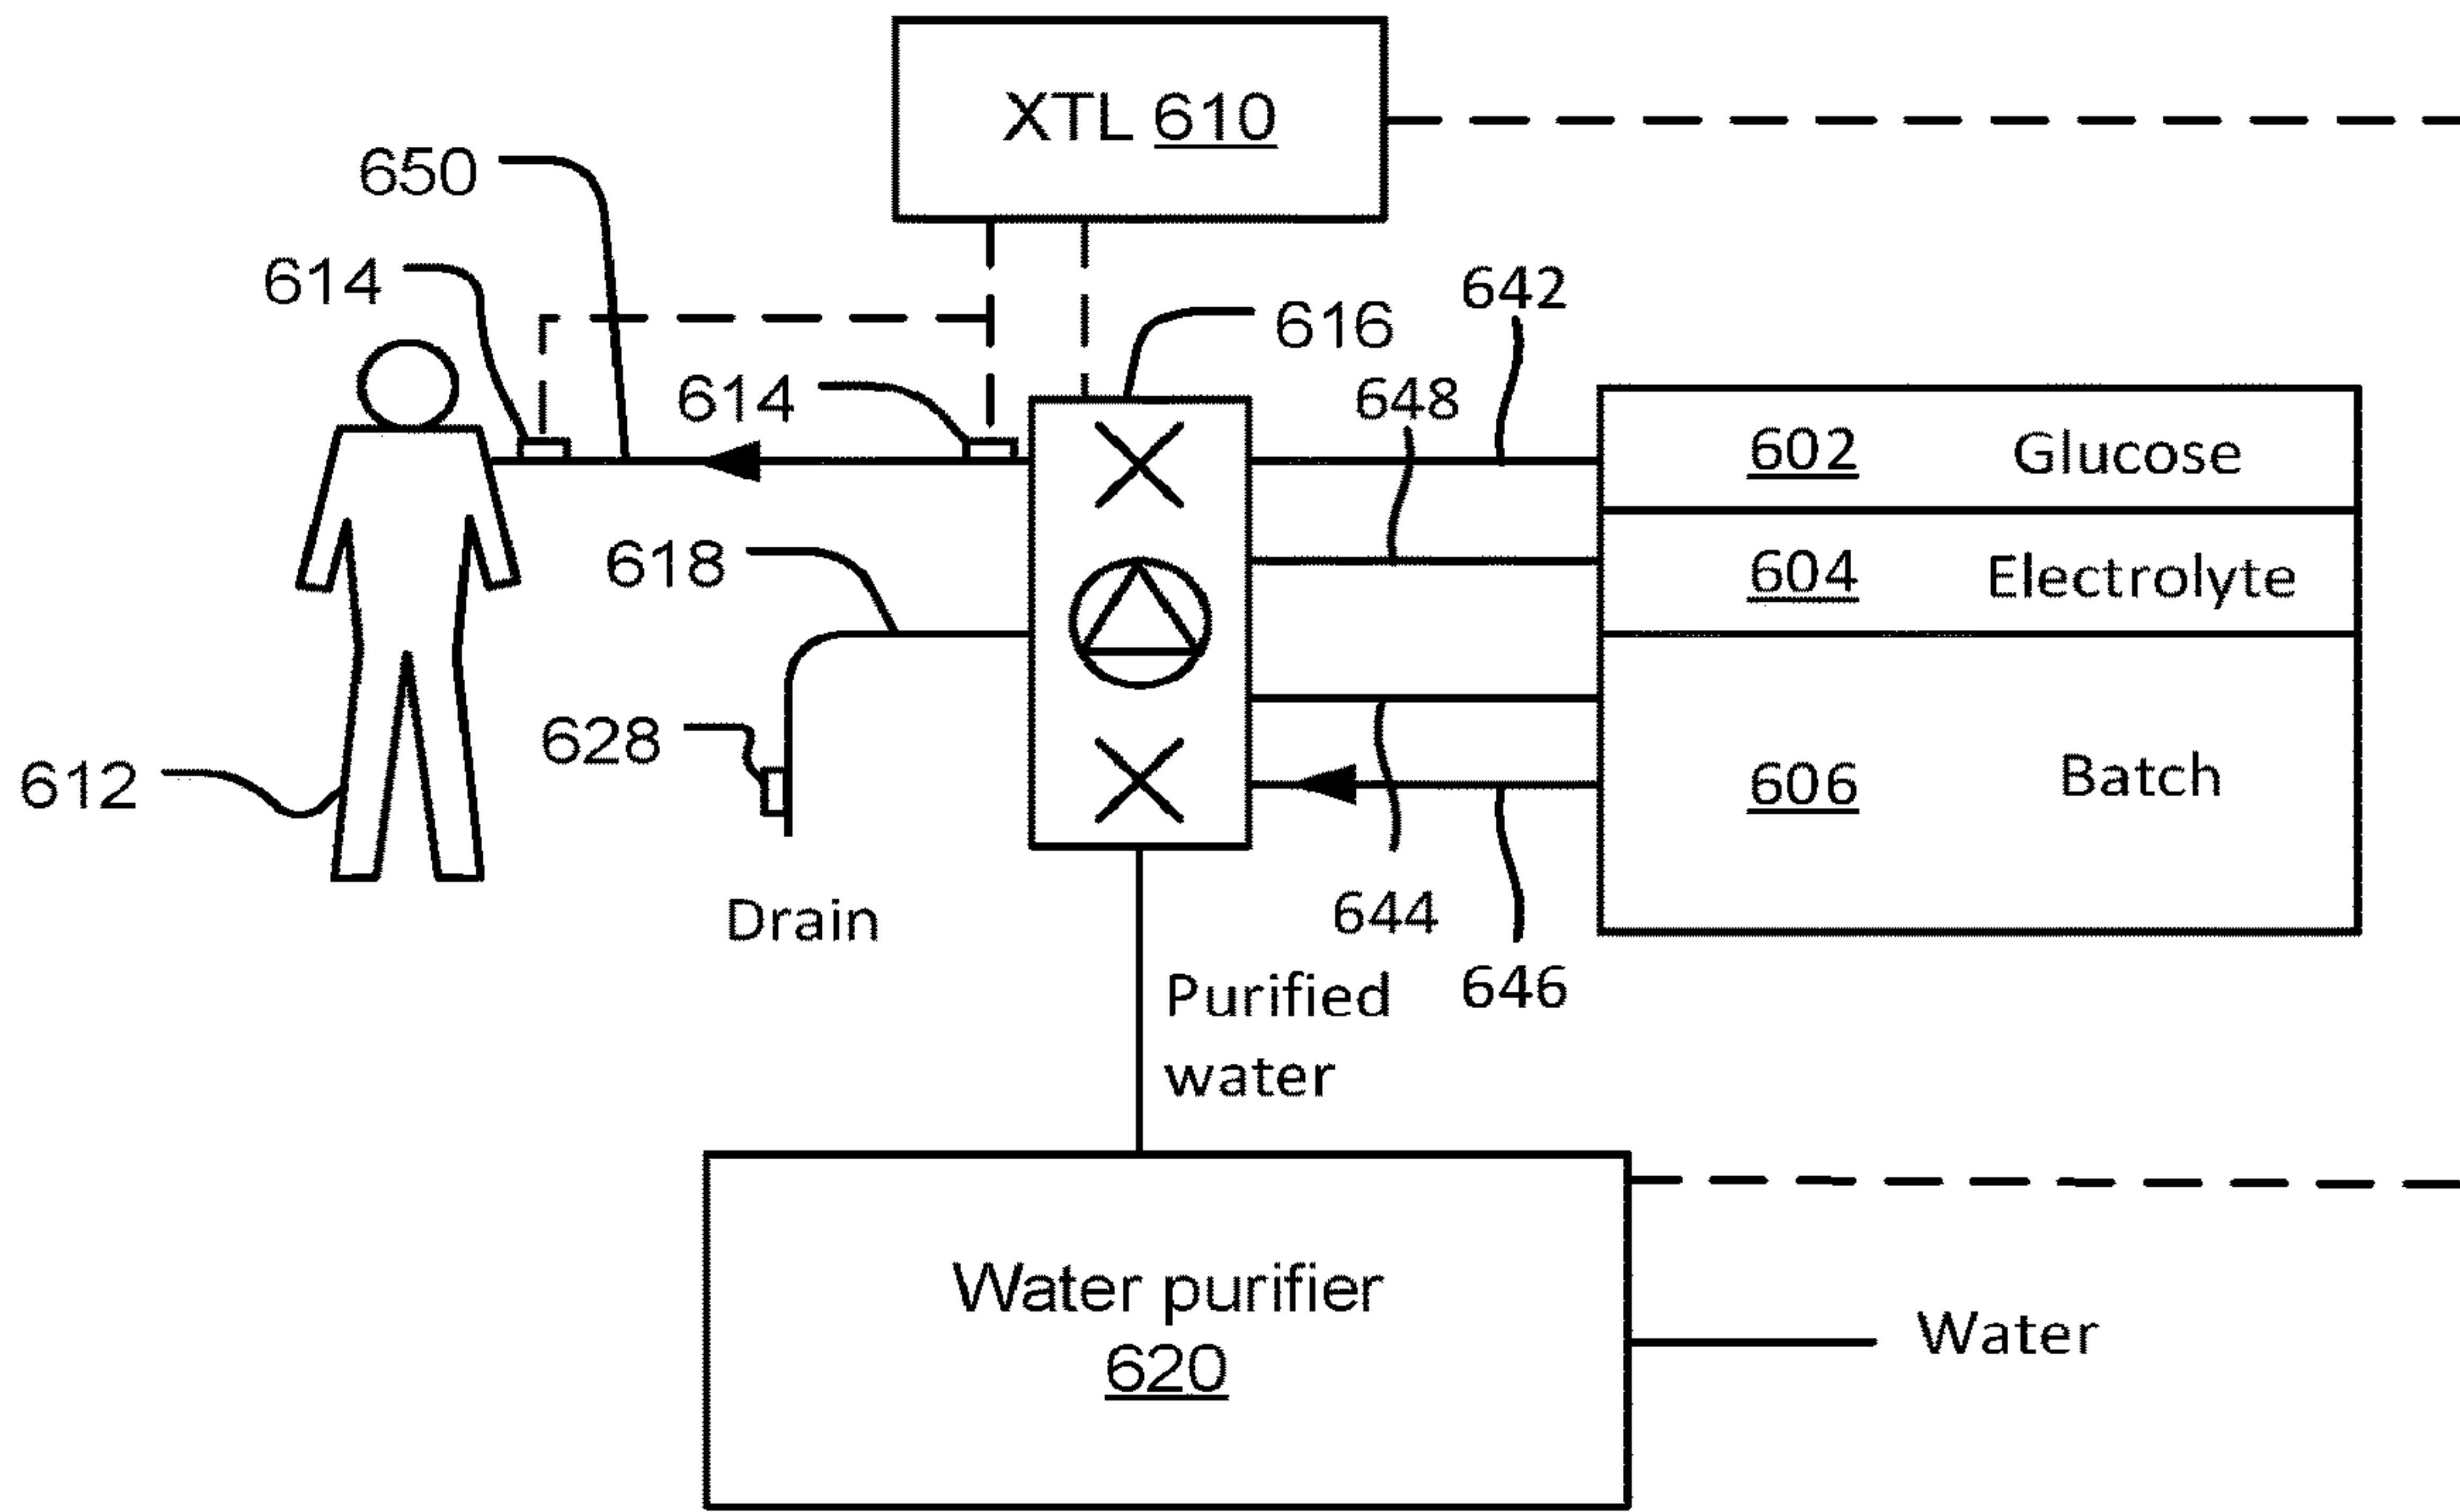 XTL 610
650
614
642
616
614
648
602 Glucose
618
604 Electrolyte
628
612
606 Batch
Drain
644
646
Purified
water
Water purifier
620
Water